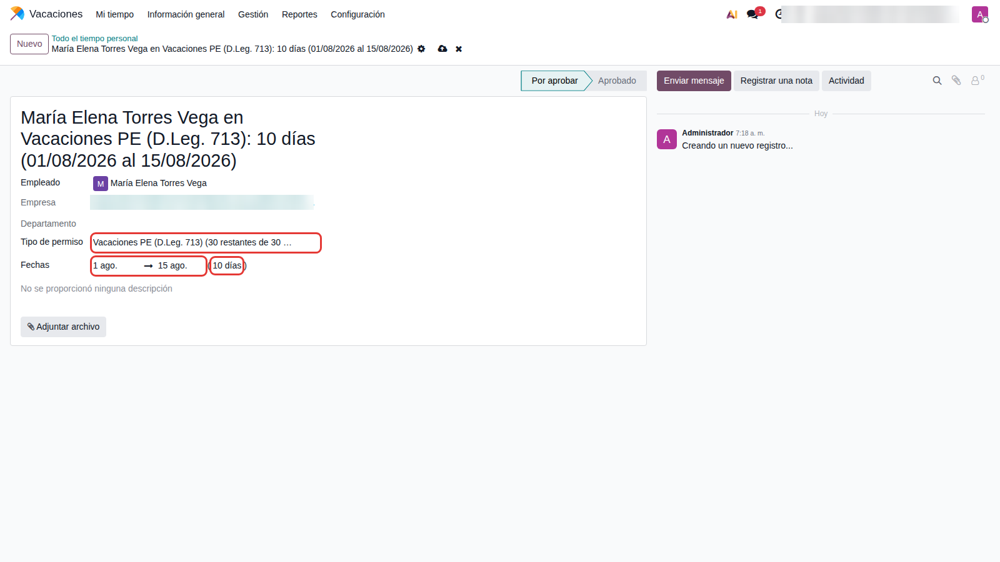 Vacaciones Mi tiempo Información general Gestión Reportes Configuración
AI 1 A
Nuevo
Todo el tiempo personal
María Elena Torres Vega en Vacaciones PE (D.Leg. 713): 10 días (01/08/2026 al 15/08/2026)
Por aprobar Aprobado
Enviar mensaje Registrar una nota Actividad 0
María Elena Torres Vega en
Vacaciones PE (D.Leg. 713): 10 días
(01/08/2026 al 15/08/2026)
Empleado M María Elena Torres Vega
Empresa
Departamento
Tipo de permiso Vacaciones PE (D.Leg. 713) (30 restantes de 30 …
Fechas 1 ago. → 15 ago. (10 días)
No se proporcionó ninguna descripción
Adjuntar archivo
Hoy
A Administrador 7:18 a. m.
Creando un nuevo registro...